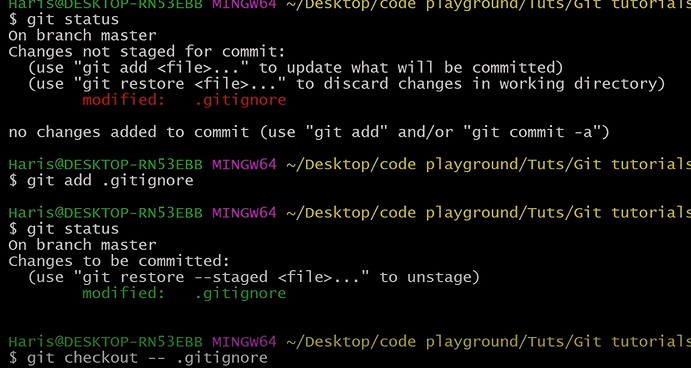 Haris@DESKTOP-RN53EBB MINGW64 ~/Desktop/code playground/Tuts/Git tutorials
$ git status
On branch master
Changes not staged for commit:
  (use "git add <file>..." to update what will be committed)
  (use "git restore <file>..." to discard changes in working directory)
        modified:   .gitignore

no changes added to commit (use "git add" and/or "git commit -a")

Haris@DESKTOP-RN53EBB MINGW64 ~/Desktop/code playground/Tuts/Git tutorials
$ git add .gitignore

Haris@DESKTOP-RN53EBB MINGW64 ~/Desktop/code playground/Tuts/Git tutorials
$ git status
On branch master
Changes to be committed:
  (use "git restore --staged <file>..." to unstage)
        modified:   .gitignore


Haris@DESKTOP-RN53EBB MINGW64 ~/Desktop/code playground/Tuts/Git tutorials
$ git checkout -- .gitignore